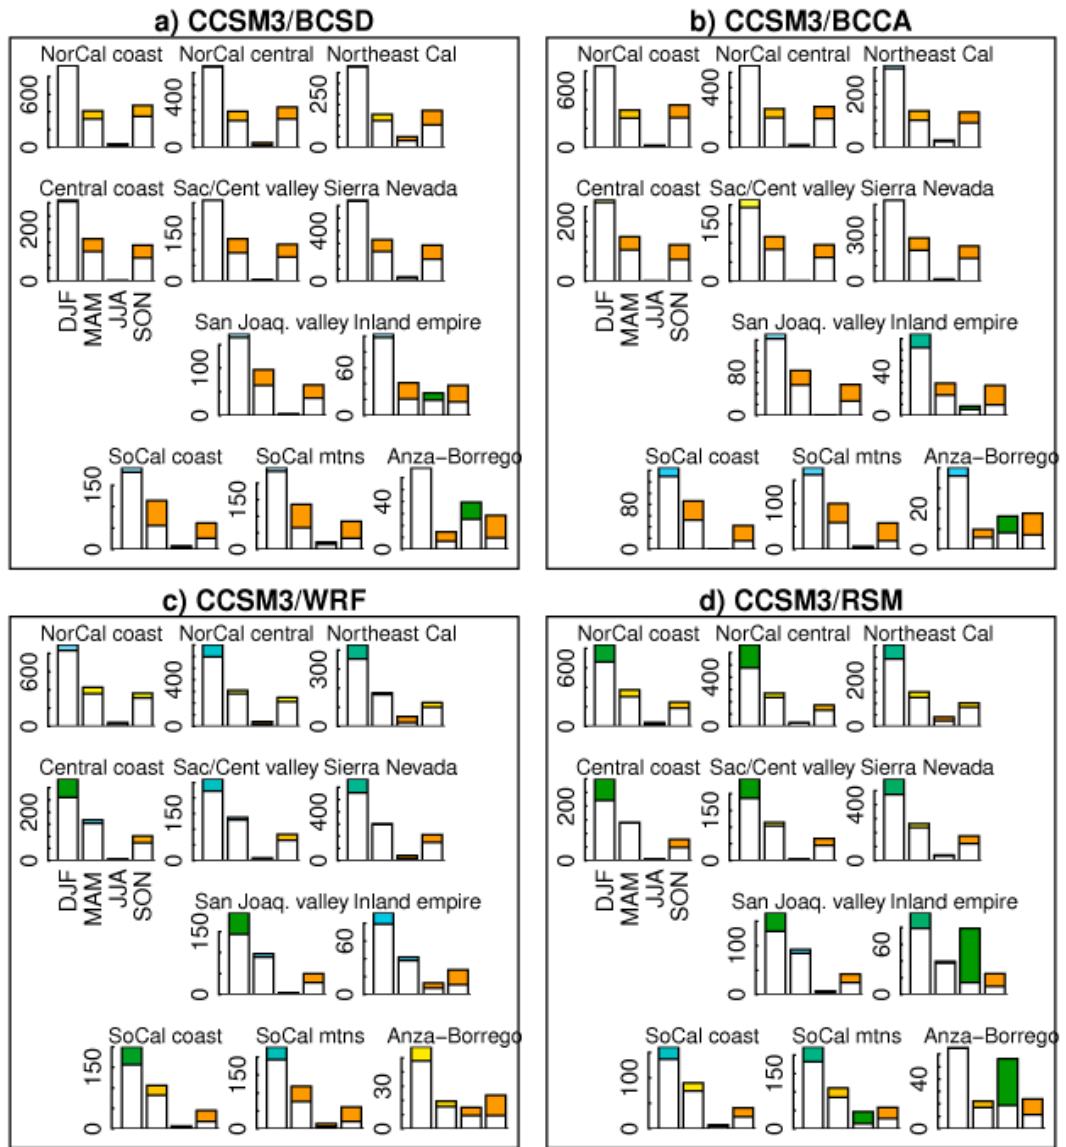 a) CCSM3/BCSD
NorCal coast NorCal central Northeast Cal
600 0 400 0 250 0
Central coast Sac/Cent valley Sierra Nevada
200 0 150 0 400 0
DJF MAM JJA SON
San Joaq. valley Inland empire
100 0 60 0
SoCal coast SoCal mtns Anza-Borrego
150 0 150 0 40 0
b) CCSM3/BCCA
NorCal coast NorCal central Northeast Cal
600 0 400 0 200 0
Central coast Sac/Cent valley Sierra Nevada
200 0 150 0 300 0
DJF MAM JJA SON
San Joaq. valley Inland empire
80 0 40 0
SoCal coast SoCal mtns Anza-Borrego
80 0 100 0 20 0
c) CCSM3/WRF
NorCal coast NorCal central Northeast Cal
600 0 400 0 300 0
Central coast Sac/Cent valley Sierra Nevada
200 0 150 0 400 0
DJF MAM JJA SON
San Joaq. valley Inland empire
150 0 60 0
SoCal coast SoCal mtns Anza-Borrego
150 0 150 0 30 0
d) CCSM3/RSM
NorCal coast NorCal central Northeast Cal
600 0 400 0 200 0
Central coast Sac/Cent valley Sierra Nevada
200 0 150 0 400 0
DJF MAM JJA SON
San Joaq. valley Inland empire
100 0 60 0
SoCal coast SoCal mtns Anza-Borrego
100 0 150 0 40 0